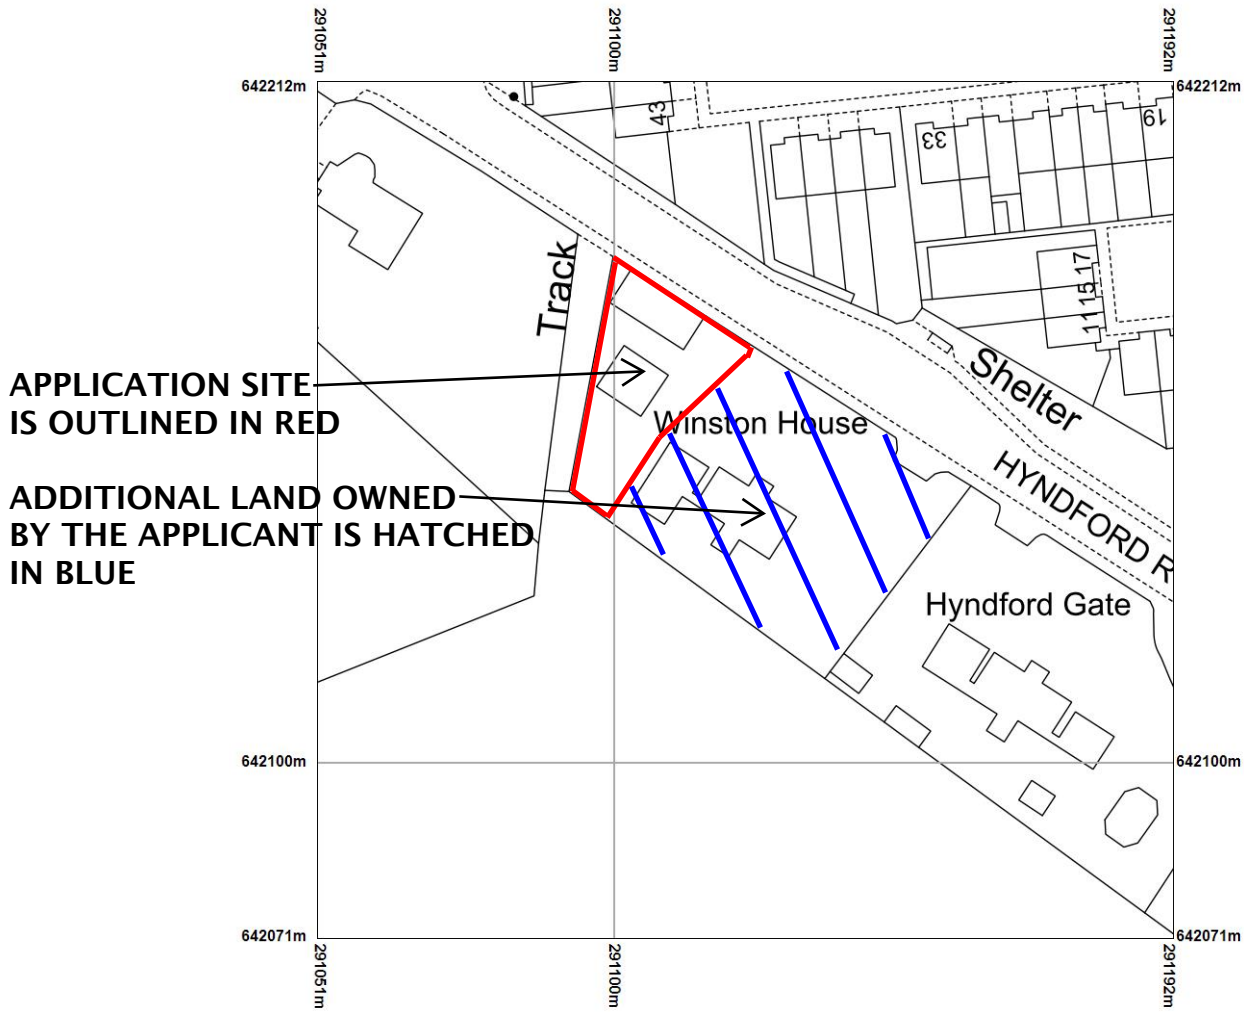 291051m
291100m
291192m
642212m
642212m
43
33
19
Track
11 15 17
Shelter
APPLICATION SITE
IS OUTLINED IN RED
Winston House
HYNDFORD R
ADDITIONAL LAND OWNED
BY THE APPLICANT IS HATCHED
IN BLUE
Hyndford Gate
642100m
642100m
642071m
642071m
291051m
291100m
291192m